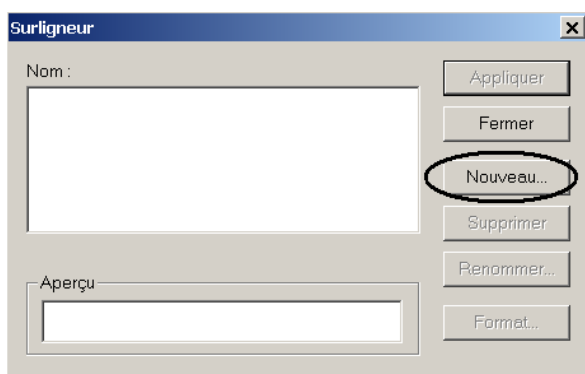 Surligneur
Nom :
Appliquer
Fermer
Nouveau...
Supprimer
Renommer...
Aperçu
Format...